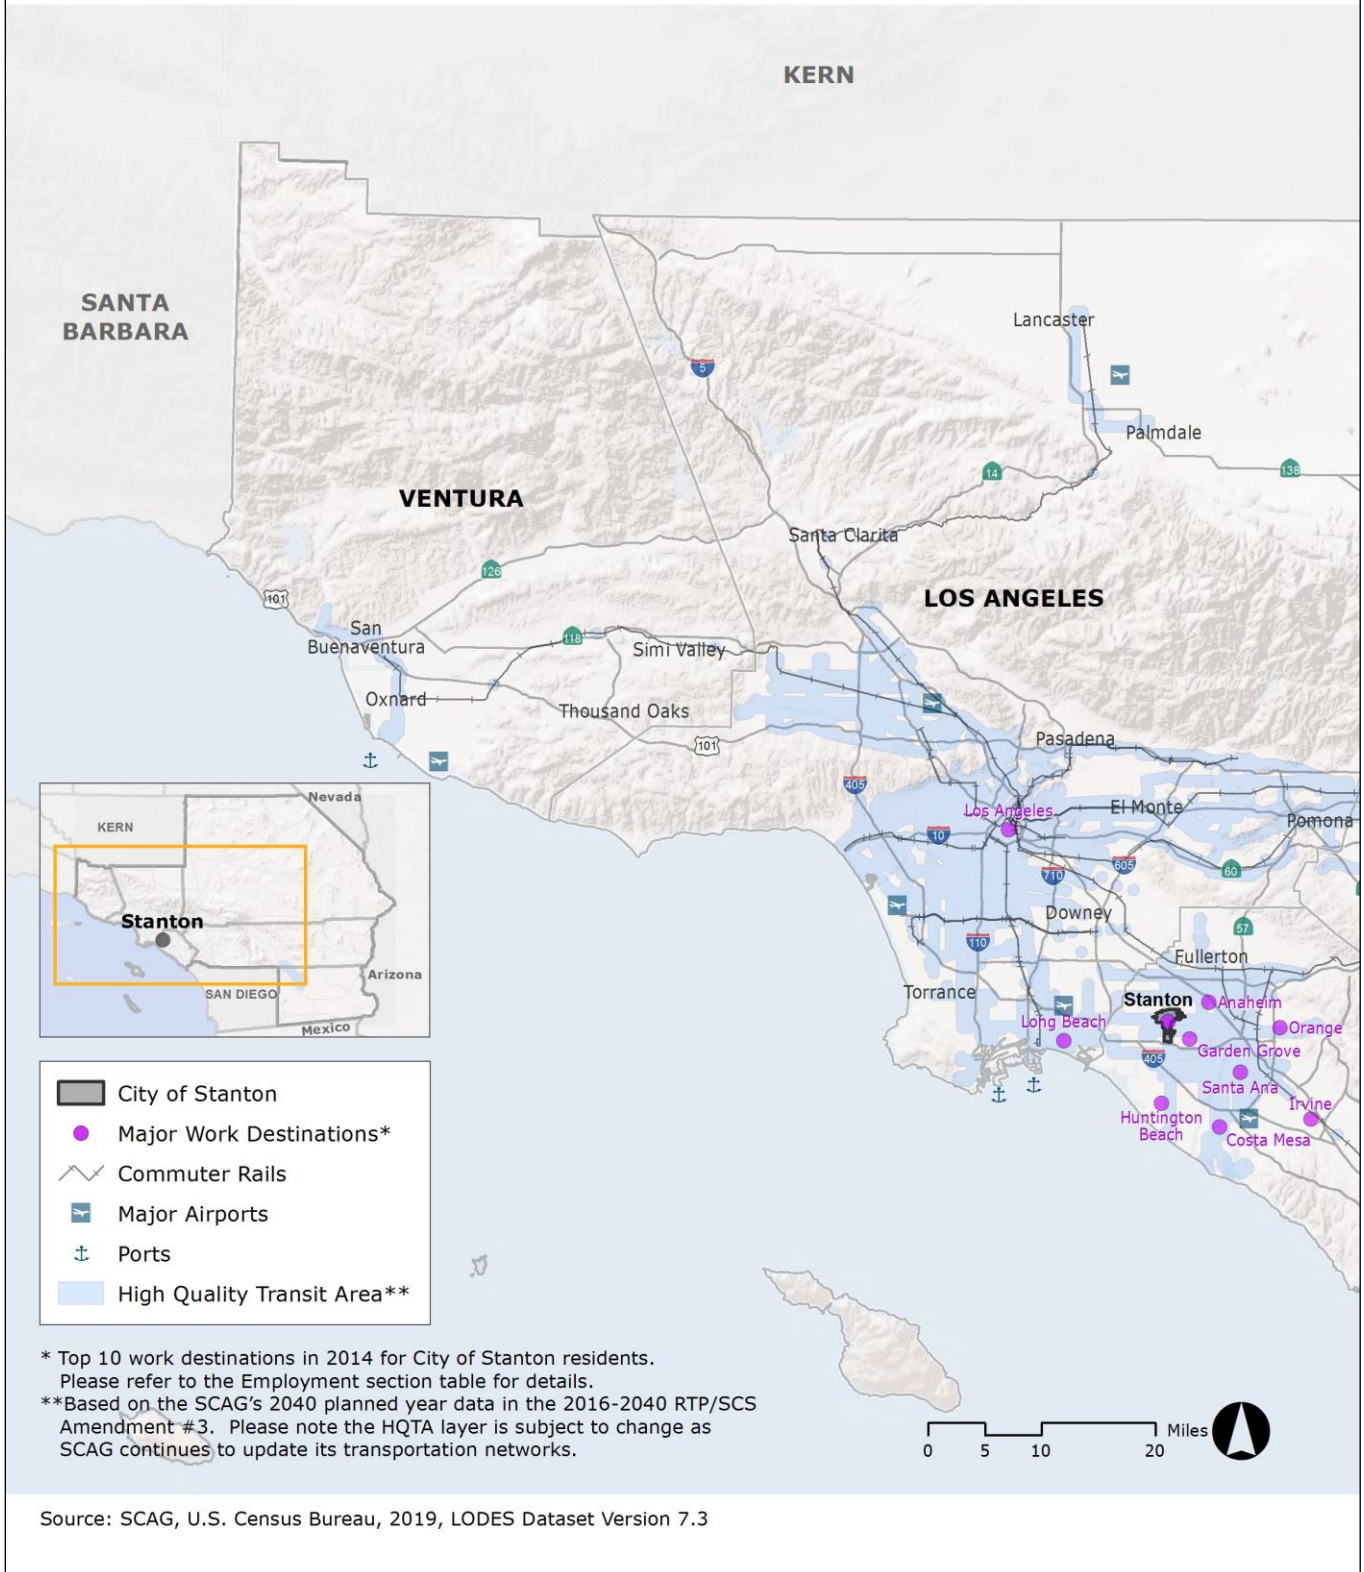 KERN
SANTA
BARBARA
Lancaster
5
Palmdale
14
138
VENTURA
Santa Clarita
126
LOS ANGELES
101
San
Buenaventura
118
Simi Valley
Oxnard
Thousand Oaks
101
Pasadena
405
Los Angeles
El Monte
Pomona
10
710
605
60
Downey
57
110
Fullerton
Torrance
Stanton
Anaheim
Long Beach
Orange
Garden Grove
405
Santa Ana
Irvine
Huntington
Beach
Costa Mesa
Nevada
KERN
Stanton
Arizona
SAN DIEGO
Mexico
City of Stanton
Major Work Destinations*
Commuter Rails
Major Airports
Ports
High Quality Transit Area**
* Top 10 work destinations in 2014 for City of Stanton residents.
Please refer to the Employment section table for details.
**Based on the SCAG's 2040 planned year data in the 2016-2040 RTP/SCS
Amendment #3. Please note the HQTA layer is subject to change as
SCAG continues to update its transportation networks.
0 5 10 20 Miles
Source: SCAG, U.S. Census Bureau, 2019, LODES Dataset Version 7.3